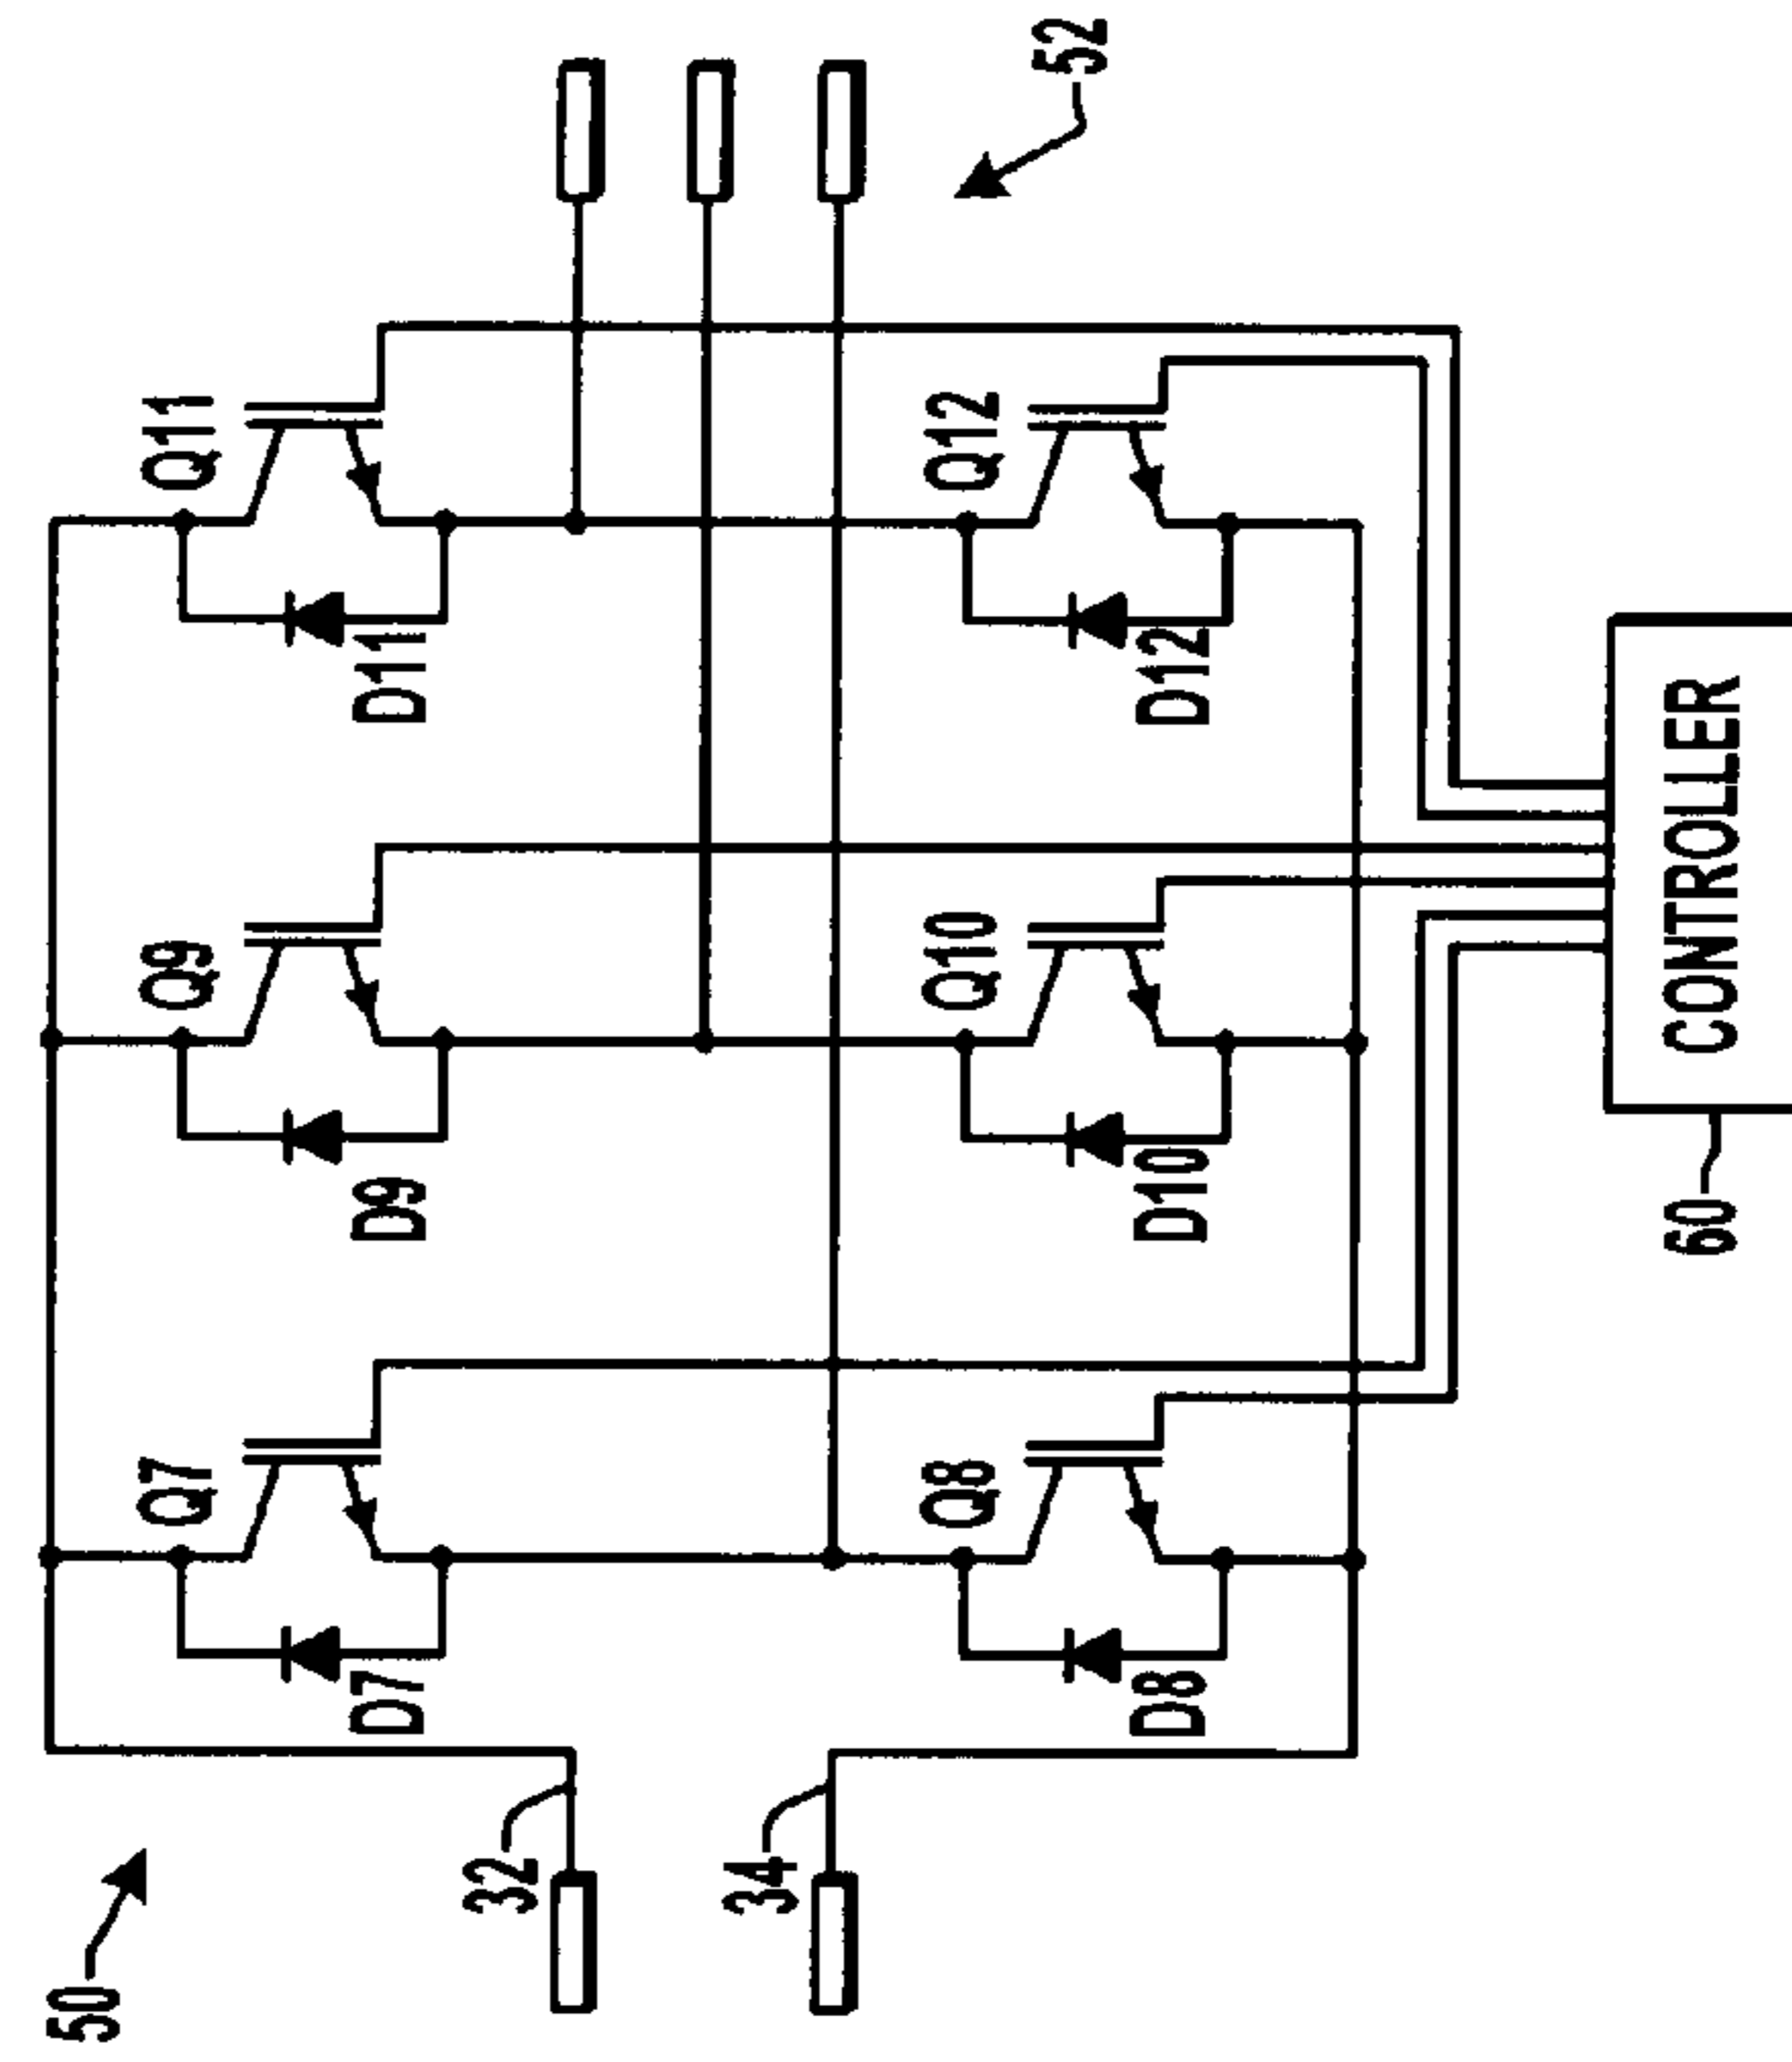 50
32
34
52
Q7
D7
Q9
D9
Q11
D11
Q8
D8
Q10
D10
Q12
D12
60
CONTROLLER